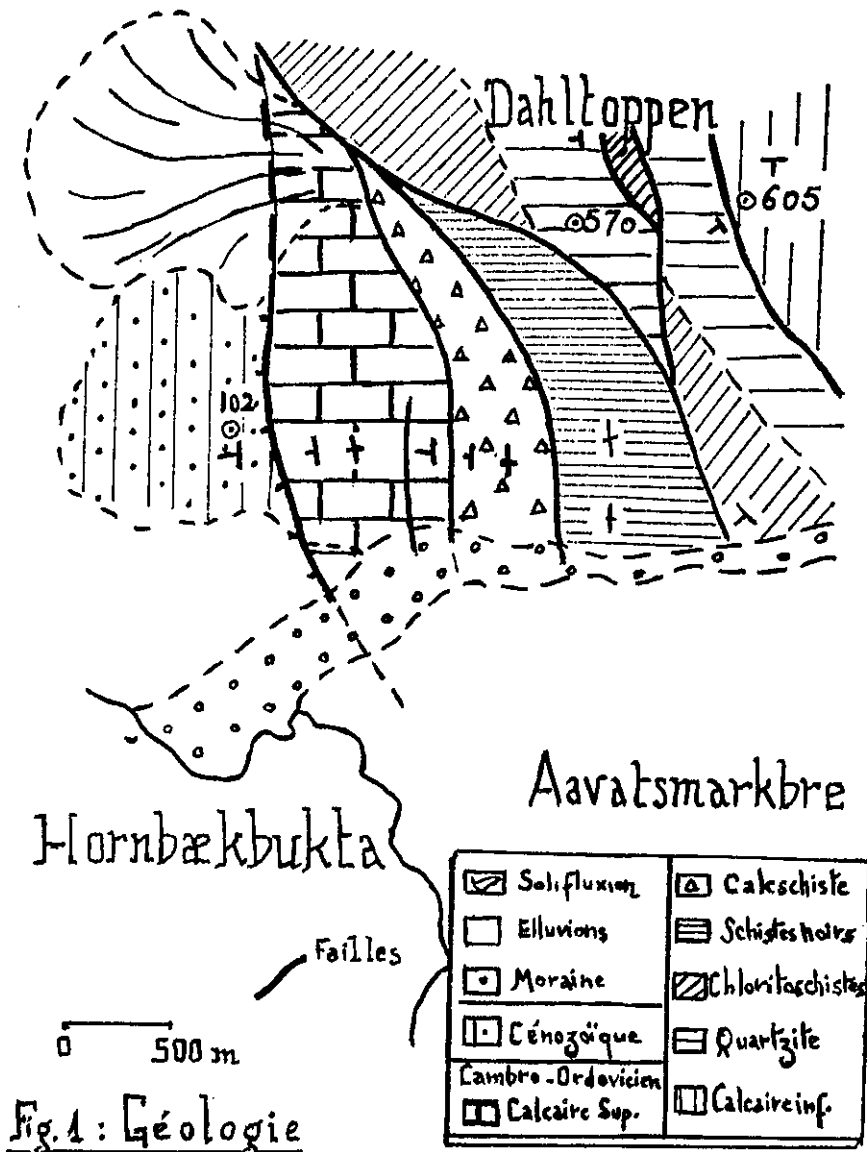 Dahltoppen
605
570
102
Aavatsmarkbre
Hornbækbukta
Failles
0 500 m
Fig. 1 : Géologie
Solifluxion
Elluvions
Moraine
Cénozoïque
Cambro-Ordovicien
Calcaire Sup.
Calcschiste
Schistes noirs
Chloritoschistes
Quartzite
Calcaire inf.